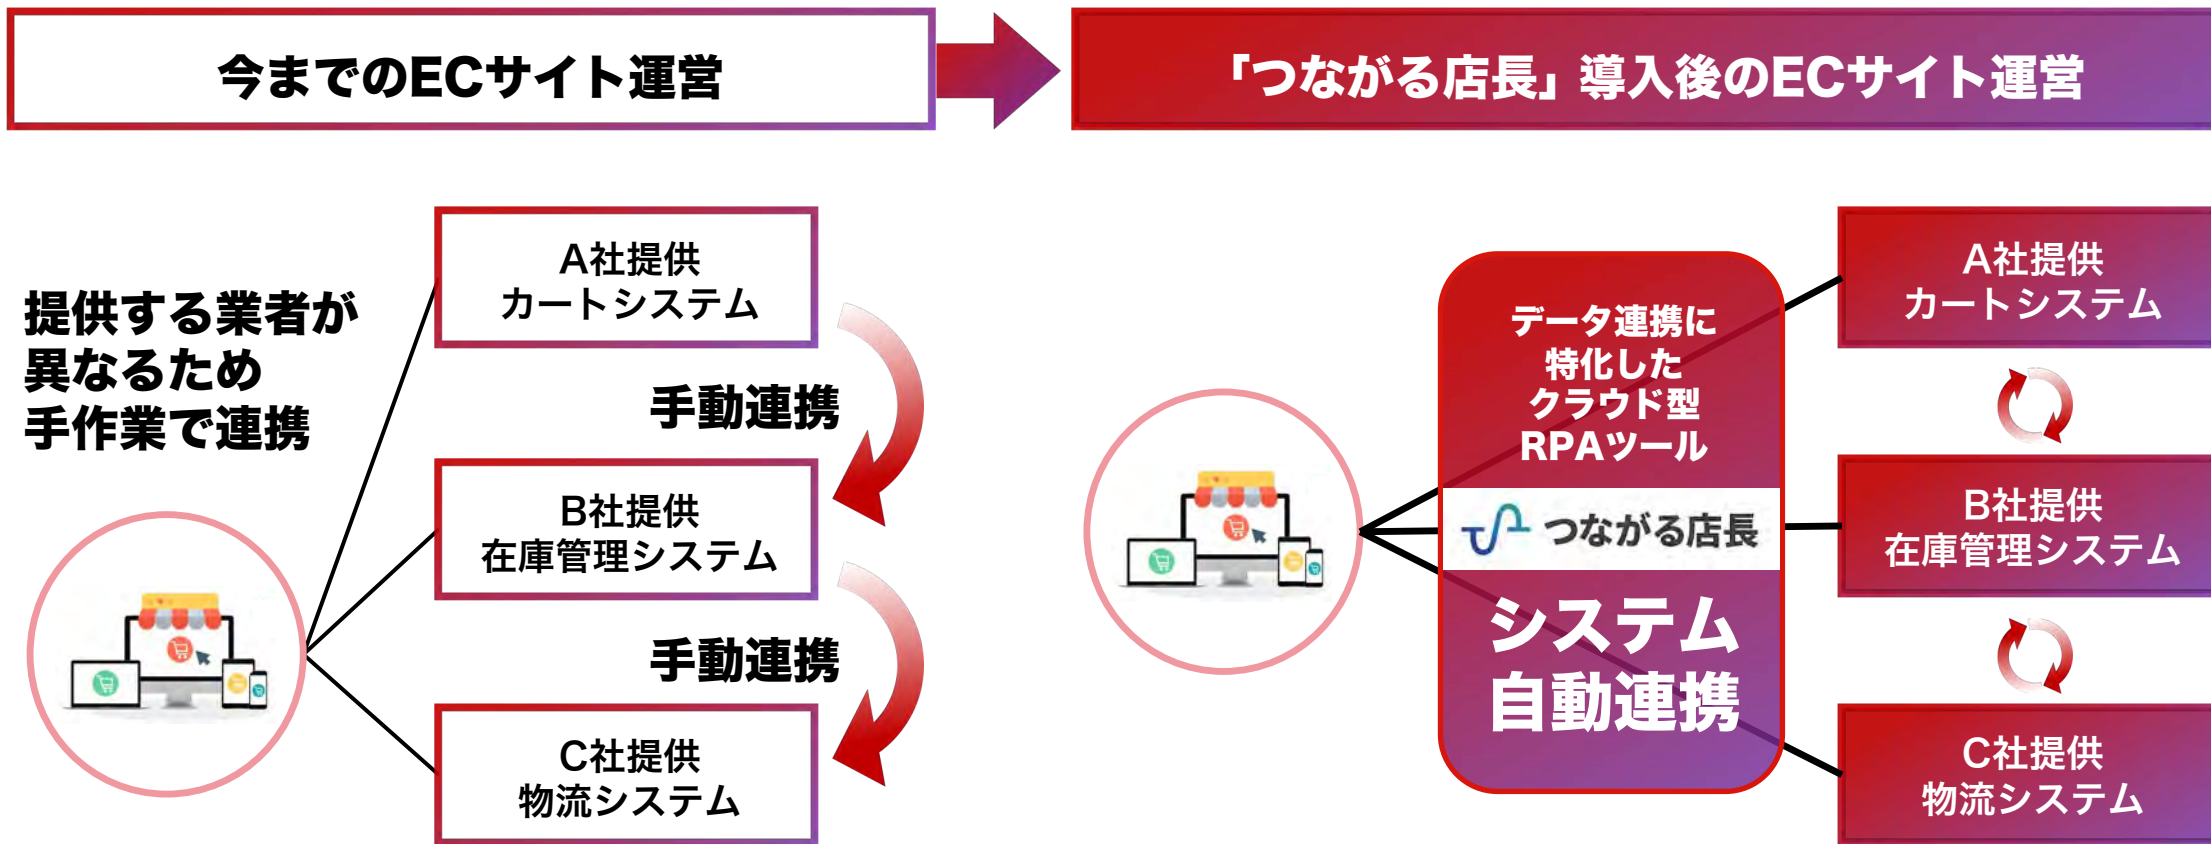 今までのECサイト運営
「つながる店長」導入後のECサイト運営
提供する業者が
異なるため
手作業で連携
A社提供
カートシステム
手動連携
B社提供
在庫管理システム
手動連携
C社提供
物流システム
データ連携に
特化した
クラウド型
RPAツール
つながる店長
システム
自動連携
A社提供
カートシステム
B社提供
在庫管理システム
C社提供
物流システム